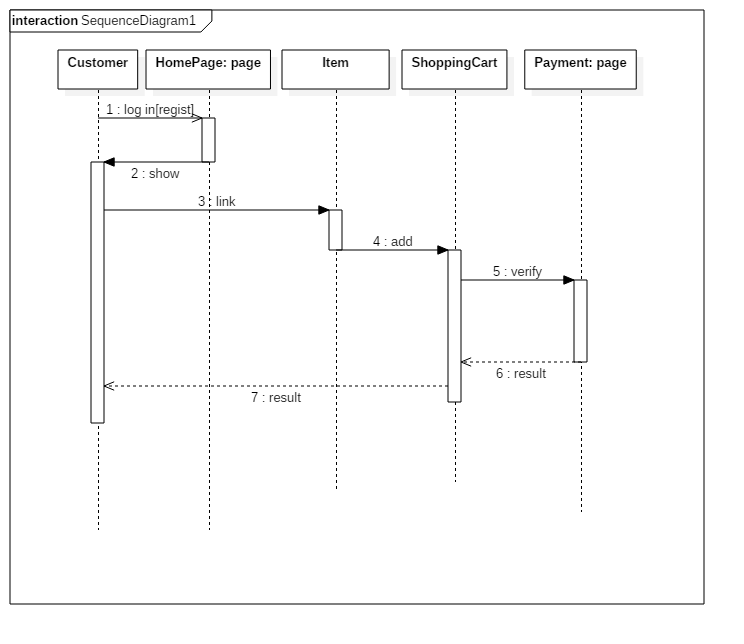 interaction SequenceDiagram1
Customer
HomePage: page
Item
ShoppingCart
Payment: page
1 : log in[regist]
2 : show
3 : link
4 : add
5 : verify
6 : result
7 : result